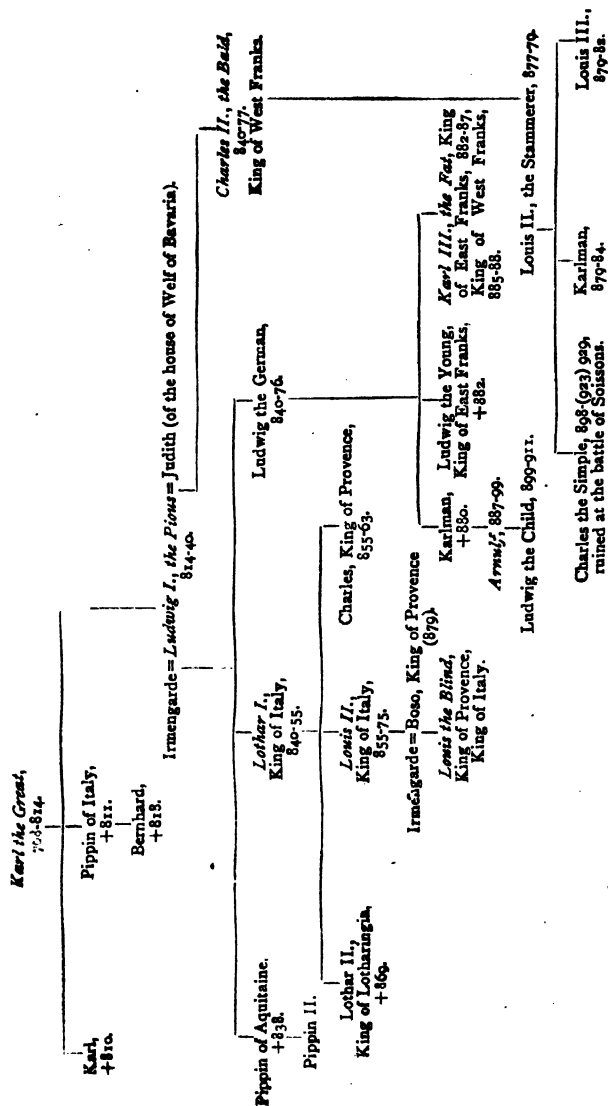 Karl the Great,
768-814.
Karl,
+810.
Pippin of Italy,
+811.
Bernhard,
+818.
Irmengarde = Ludwig I., the Pious = Judith (of the house of Welf of Bavaria).
814-40.
Pippin of Aquitaine.
+838.
Pippin II.
Lothar I.,
King of Italy,
840-55.
Ludwig the German,
840-76.
Charles II., the Bald,
840-77.
King of West Franks.
Lothar II.,
King of Lotharingia,
+869.
Louis II.,
King of Italy,
855-75.
Charles, King of Provence,
855-63.
Irmengarde = Boso, King of Provence
(879).
Louis the Blind,
King of Provence,
King of Italy.
Karlman,
+880.
Ludwig the Young,
King of East Franks,
+882.
Karl III., the Fat, King
of East Franks, 882-87,
King of West Franks,
885-88.
Arnulf, 887-99.
Ludwig the Child, 899-911.
Louis II., the Stammerer, 877-79.
Charles the Simple, 898-(923) 929,
ruined at the battle of Soissons.
Karlman,
879-84.
Louis III.,
879-82.